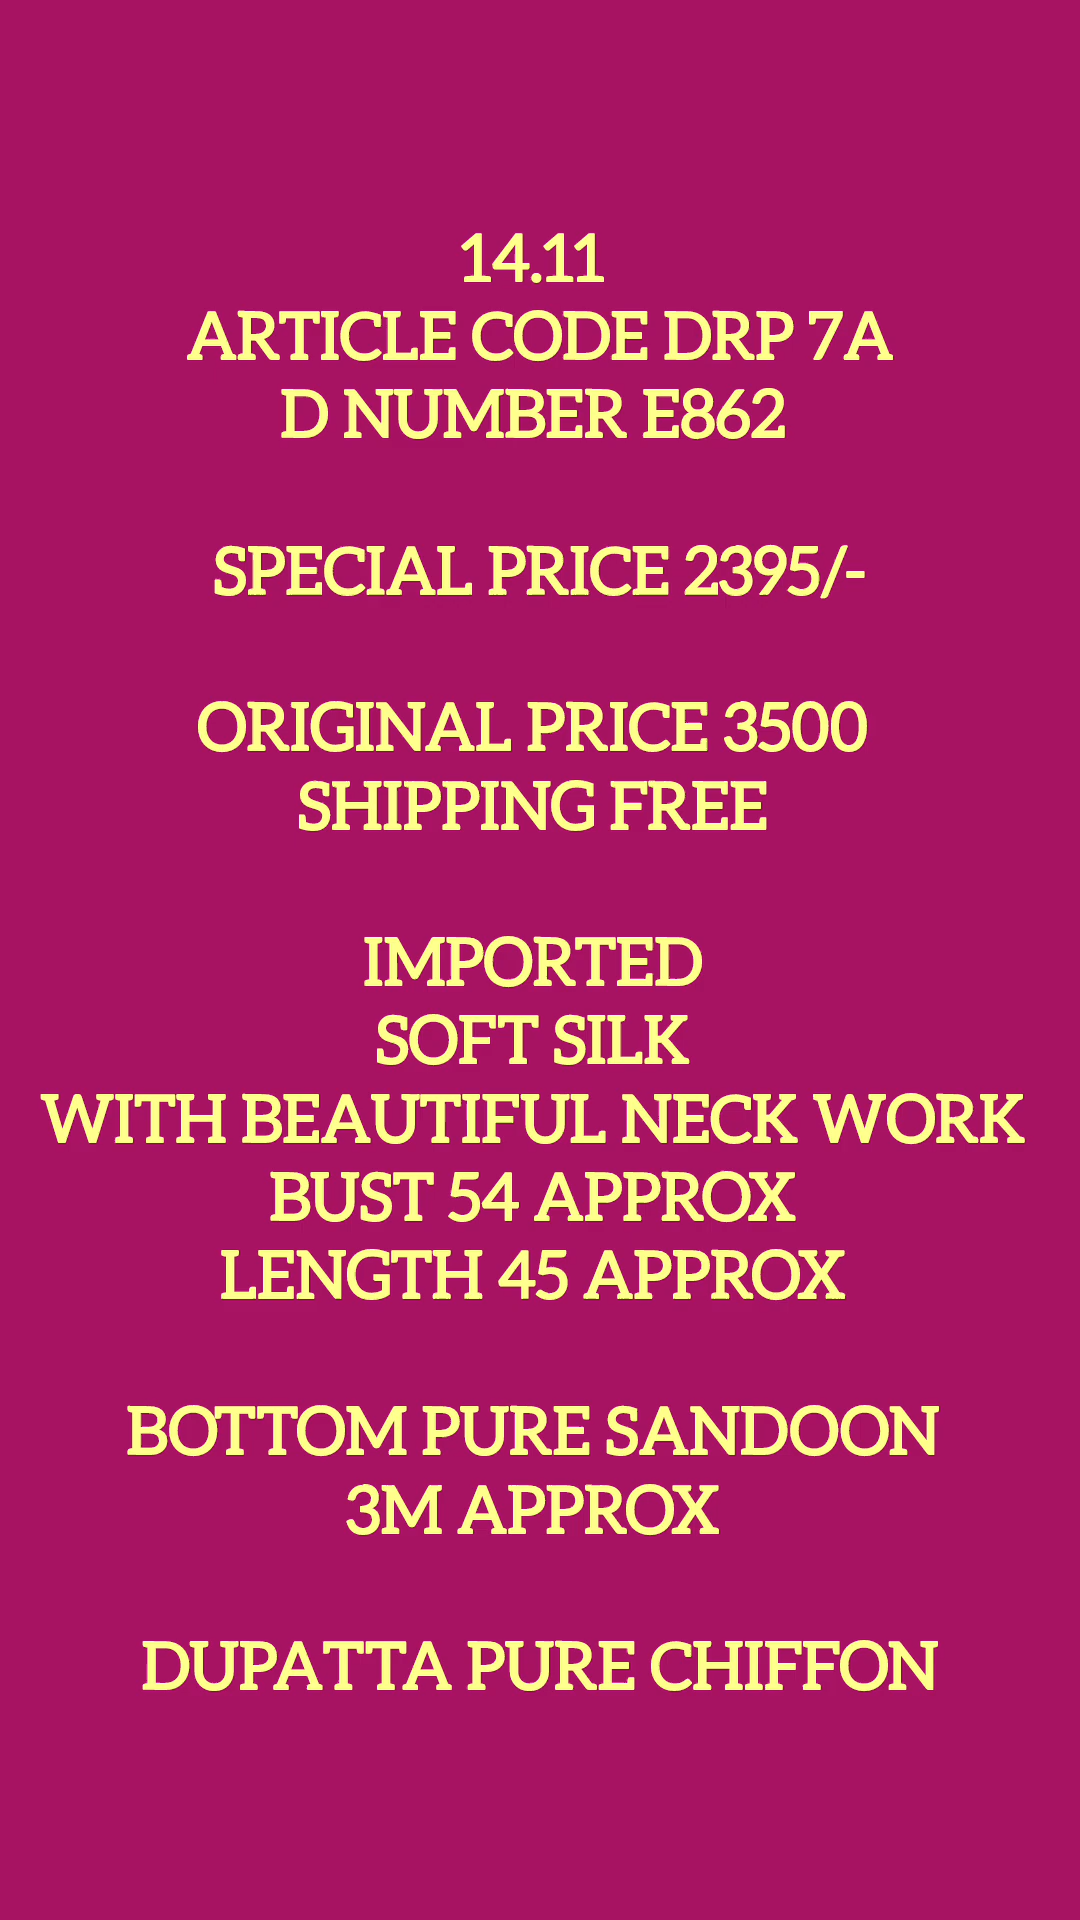 14.11
ARTICLE CODE DRP 7A
D NUMBER E862
SPECIAL PRICE 2395/-
ORIGINAL PRICE 3500
SHIPPING FREE
IMPORTED
SOFT SILK
WITH BEAUTIFUL NECK WORK
BUST 54 APPROX
LENGTH 45 APPROX
BOTTOM PURE SANDOON
3M APPROX
DUPATTA PURE CHIFFON